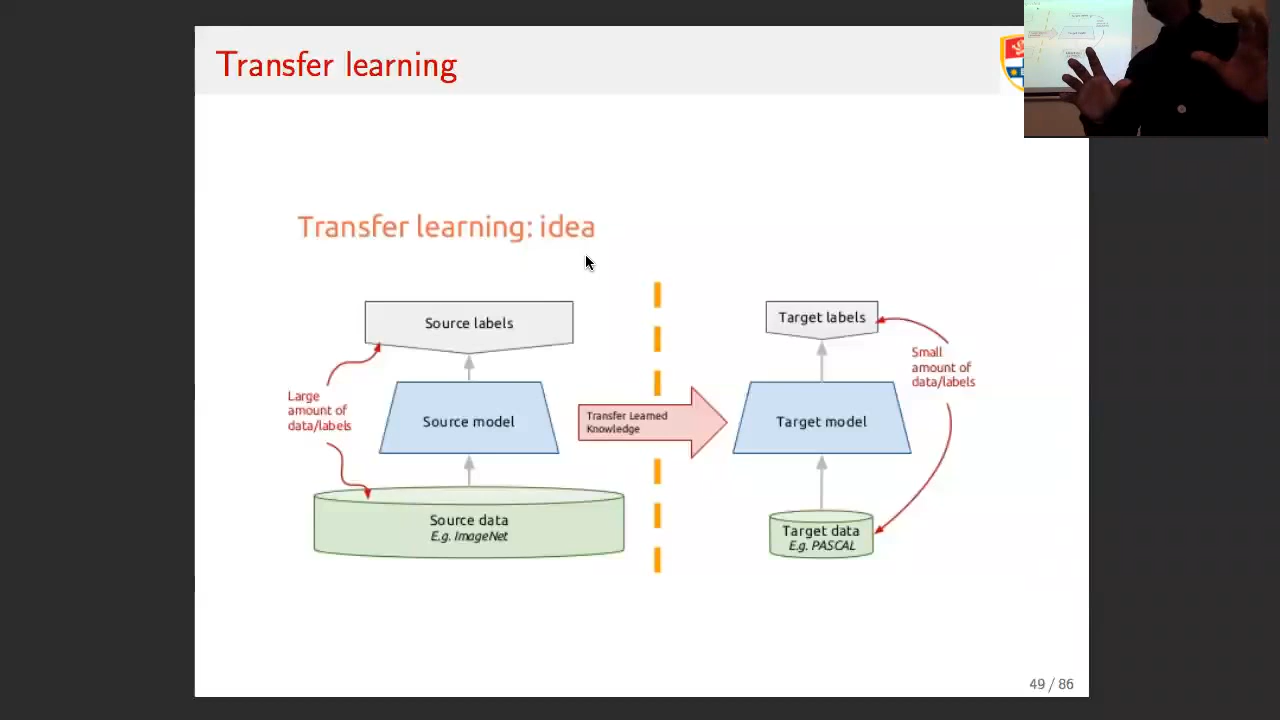 Transfer learning
Transfer learning: idea
Source labels
Large
amount of
data/labels
Source model
Source data
E.g. ImageNet
Transfer Learned
Knowledge
Target labels
Small
amount of
data/labels
Target model
Target data
E.g. PASCAL
49 / 86